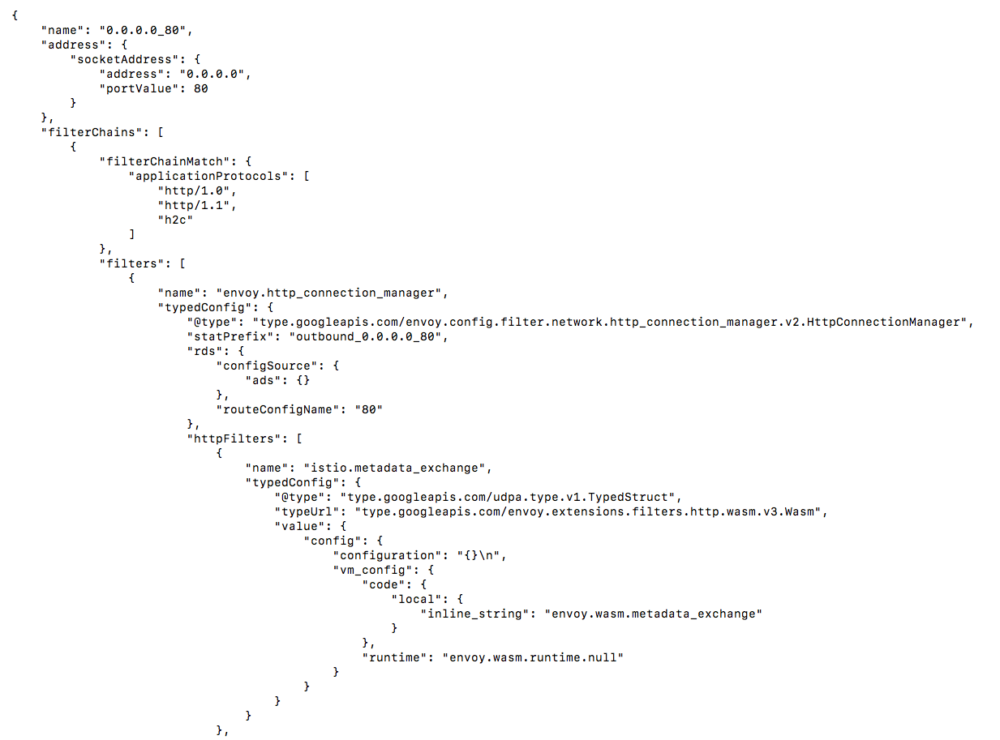 {
    "name": "0.0.0.0_80",
    "address": {
        "socketAddress": {
            "address": "0.0.0.0",
            "portValue": 80
        }
    },
    "filterChains": [
        {
            "filterChainMatch": {
                "applicationProtocols": [
                    "http/1.0",
                    "http/1.1",
                    "h2c"
                ]
            },
            "filters": [
                {
                    "name": "envoy.http_connection_manager",
                    "typedConfig": {
                        "@type": "type.googleapis.com/envoy.config.filter.network.http_connection_manager.v2.HttpConnectionManager",
                        "statPrefix": "outbound_0.0.0.0_80",
                        "rds": {
                            "configSource": {
                                "ads": {}
                            },
                            "routeConfigName": "80"
                        },
                        "httpFilters": [
                            {
                                "name": "istio.metadata_exchange",
                                "typedConfig": {
                                    "@type": "type.googleapis.com/udpa.type.v1.TypedStruct",
                                    "typeUrl": "type.googleapis.com/envoy.extensions.filters.http.wasm.v3.Wasm",
                                    "value": {
                                        "config": {
                                            "configuration": "{}\n",
                                            "vm_config": {
                                                "code": {
                                                    "local": {
                                                        "inline_string": "envoy.wasm.metadata_exchange"
                                                    }
                                                },
                                                "runtime": "envoy.wasm.runtime.null"
                                            }
                                        }
                                    }
                                }
                            },